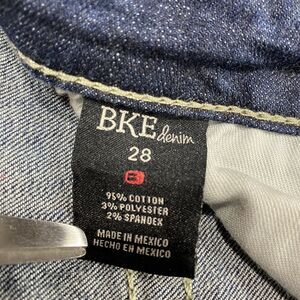 BKE denim
28
B
95% COTTON
3% POLYESTER
2% SPANDEX
MADE IN MEXICO
HECHO EN MEXICO